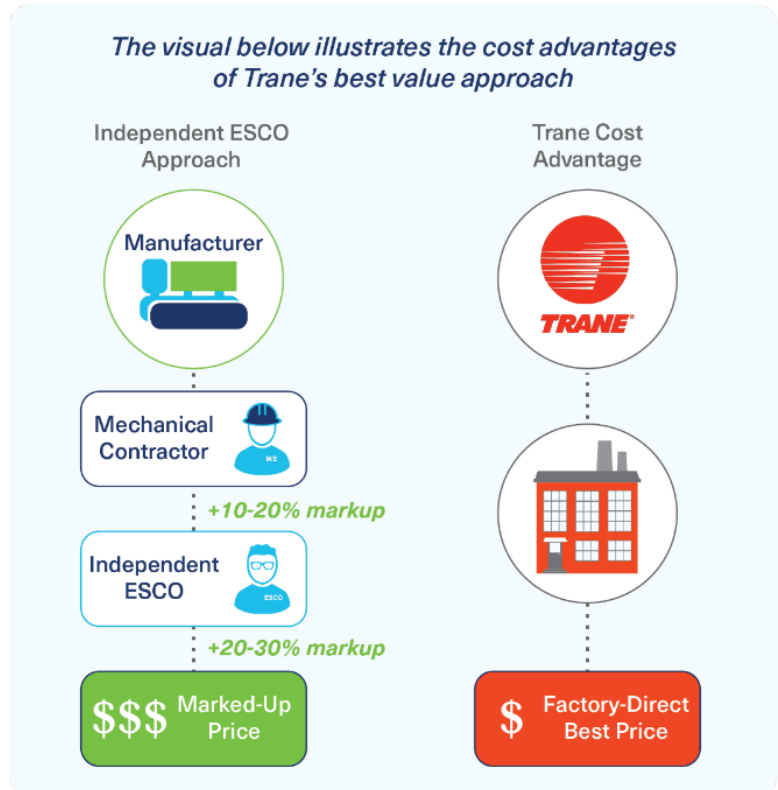 The visual below illustrates the cost advantages
of Trane's best value approach
Independent ESCO
Approach
Manufacturer
Mechanical
Contractor
M/E
+10-20% markup
Independent
ESCO
ESCO
+20-30% markup
$$$ Marked-Up
Price
Trane Cost
Advantage
TRANE®
$ Factory-Direct
Best Price